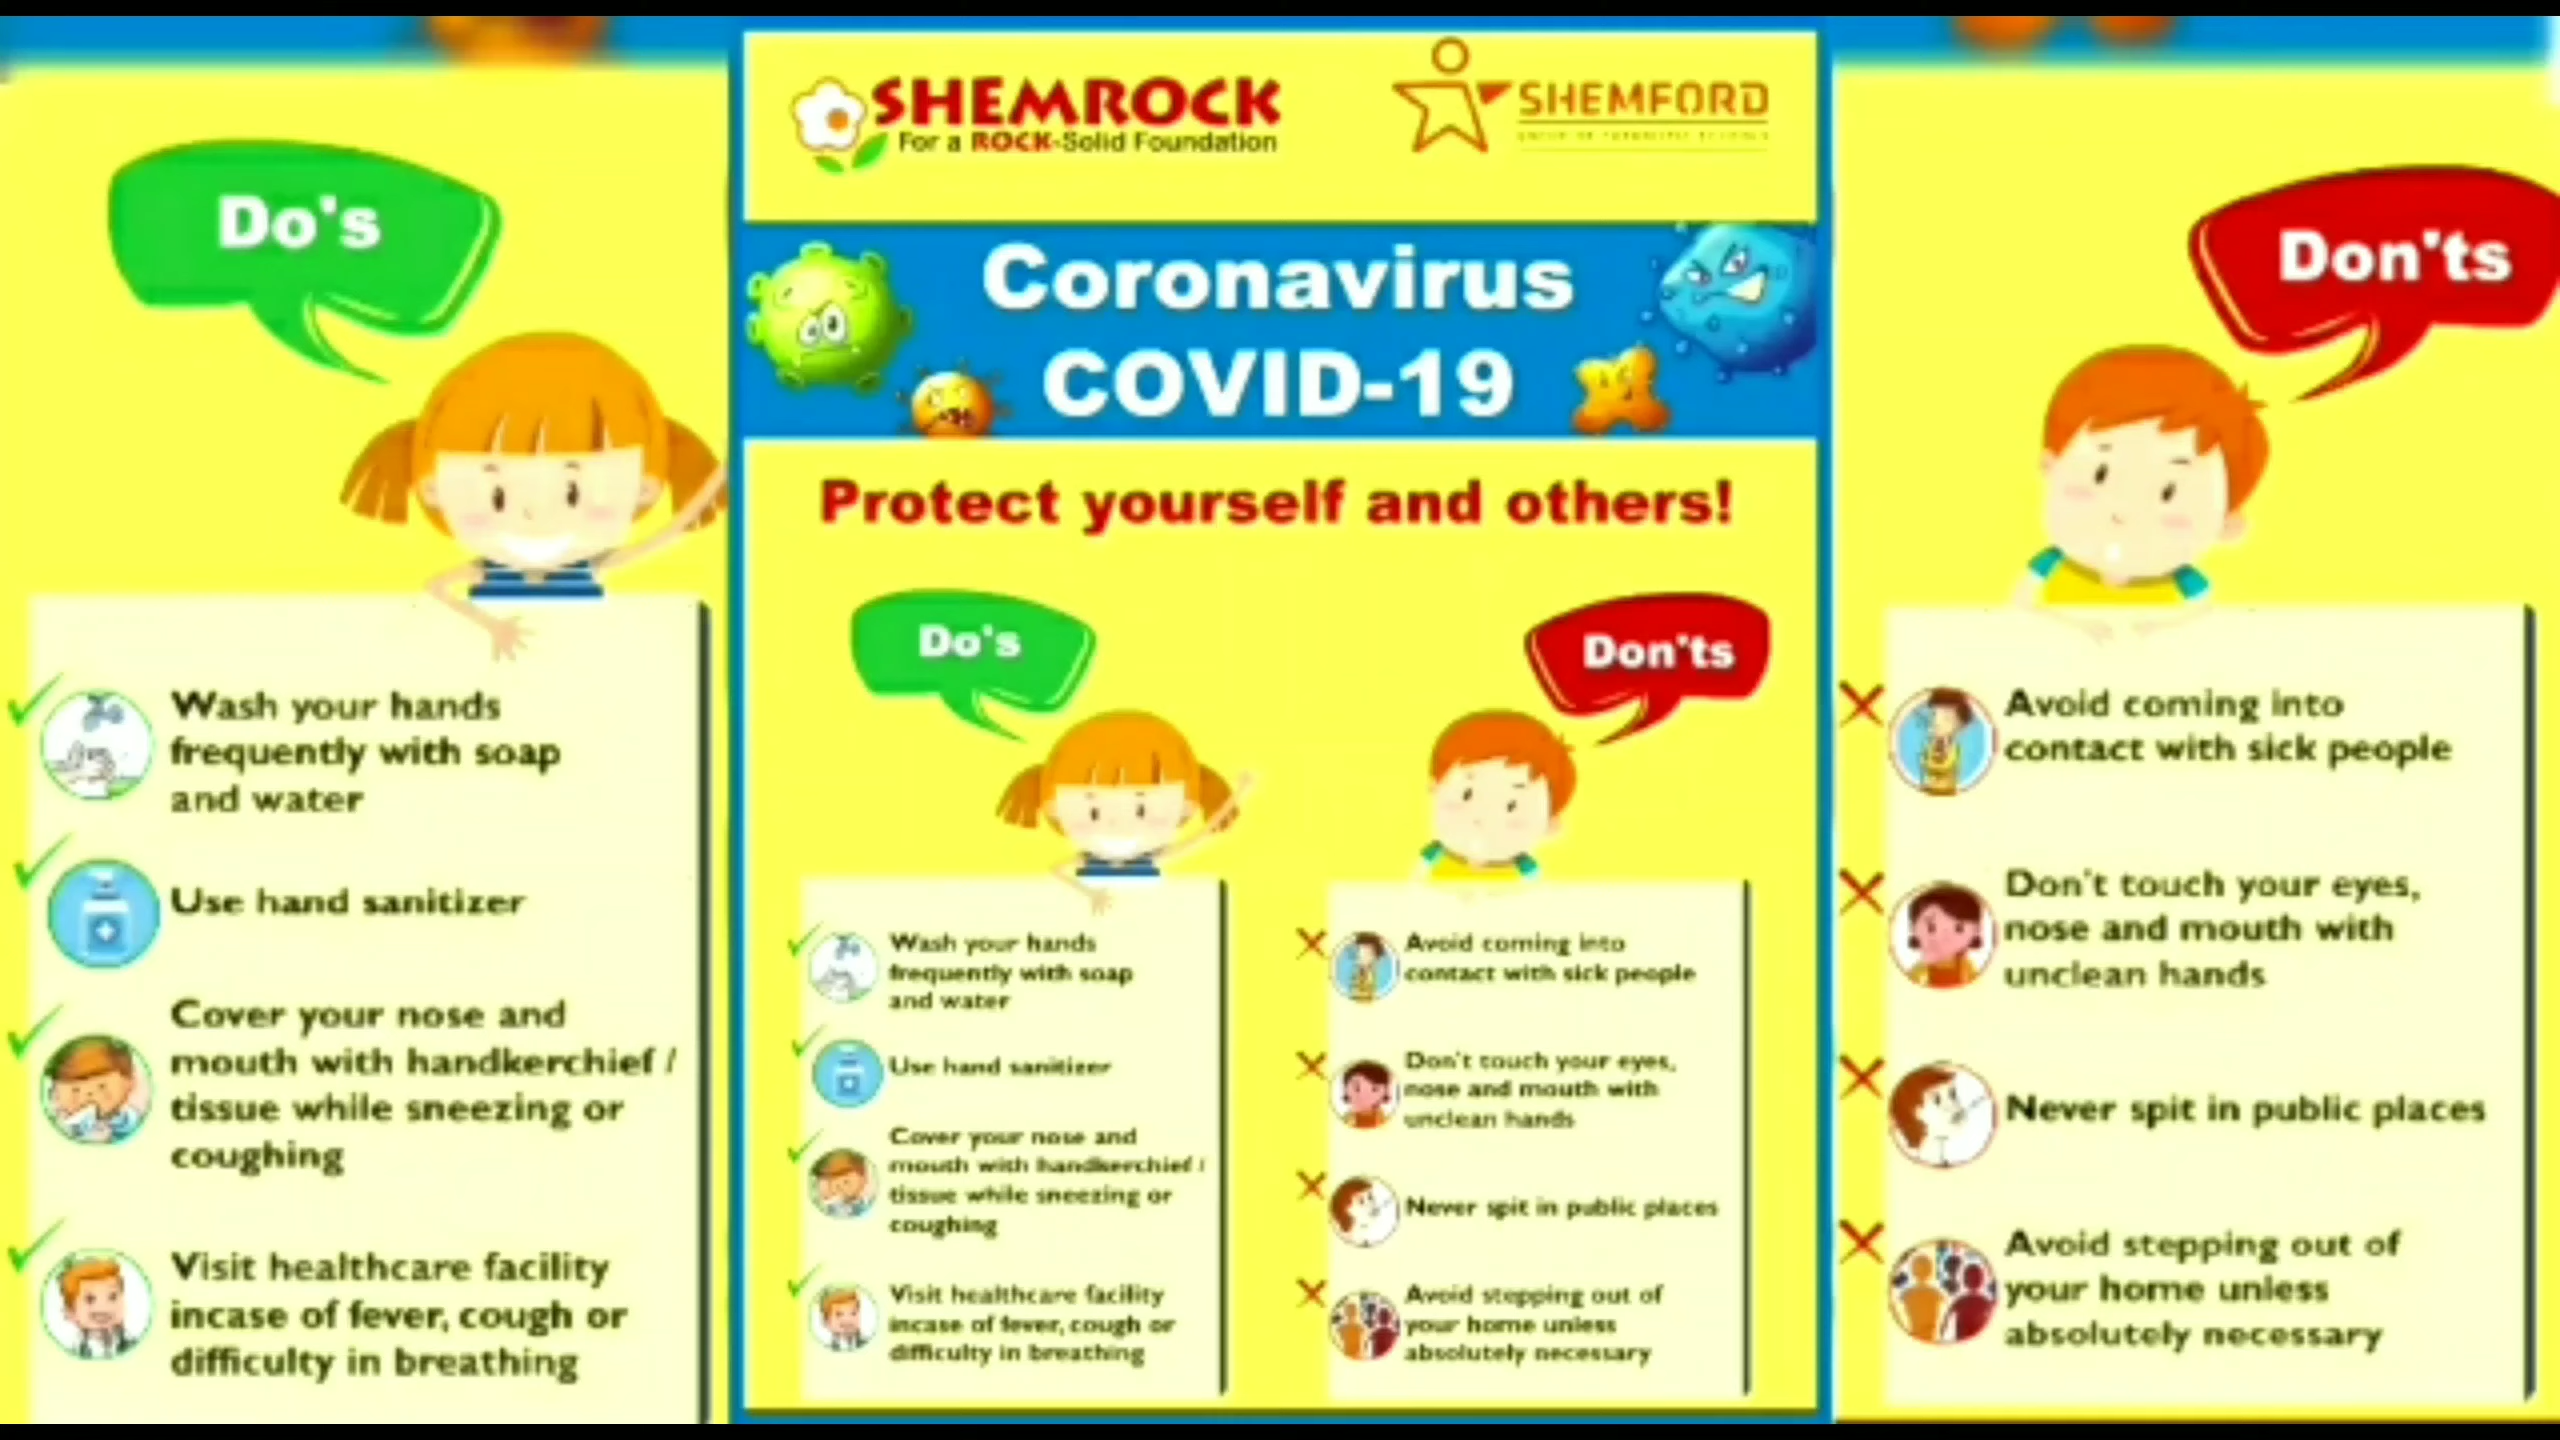 Do's
Wash your hands
frequently with soap
and water
Use hand sanitizer
Cover your nose and
mouth with handkerchief /
tissue while sneezing or
coughing
Visit healthcare facility
incase of fever, cough or
difficulty in breathing
SHEMROCK
For a ROCK-Solid Foundation
SHEMFORD
Coronavirus
COVID-19
Protect yourself and others!
Do's
Wash your hands
frequently with soap
and water
Use hand sanitizer
Cover your nose and
mouth with handkerchief /
tissue while sneezing or
coughing
Visit healthcare facility
incase of fever, cough or
difficulty in breathing
Don'ts
Avoid coming into
contact with sick people
Don't touch your eyes,
nose and mouth with
unclean hands
Never spit in public places
Avoid stepping out of
your home unless
absolutely necessary
Don'ts
Avoid coming into
contact with sick people
Don't touch your eyes,
nose and mouth with
unclean hands
Never spit in public places
Avoid stepping out of
your home unless
absolutely necessary